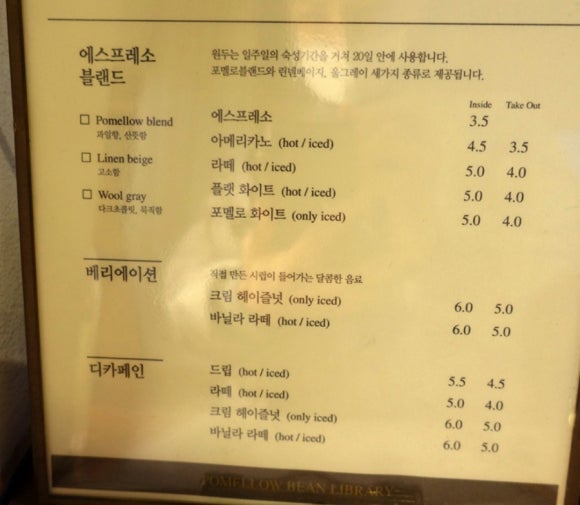 에스프레소
블랜드
원두는 일주일의 숙성기간을 거쳐 20일 안에 사용합니다.
포멜로블랜드와 린넨베이지, 울그레이 세가지 종류로 제공됩니다.
Inside Take Out
☐ Pomellow blend
과일향, 산뜻함
☐ Linen beige
고소함
☐ Wool gray
다크초콜릿, 묵직함
에스프레소 3.5
아메리카노 (hot / iced) 4.5 3.5
라떼 (hot / iced) 5.0 4.0
플랫 화이트 (hot / iced) 5.0 4.0
포멜로 화이트 (only iced) 5.0 4.0
베리에이션
직접 만든 시럽이 들어가는 달콤한 음료
크림 헤이즐넛 (only iced) 6.0 5.0
바닐라 라떼 (hot / iced) 6.0 5.0
디카페인
드립 (hot / iced) 5.5 4.5
라떼 (hot / iced) 5.0 4.0
크림 헤이즐넛 (only iced) 6.0 5.0
바닐라 라떼 (hot / iced) 6.0 5.0
POMELLOW BEAN LIBRARY